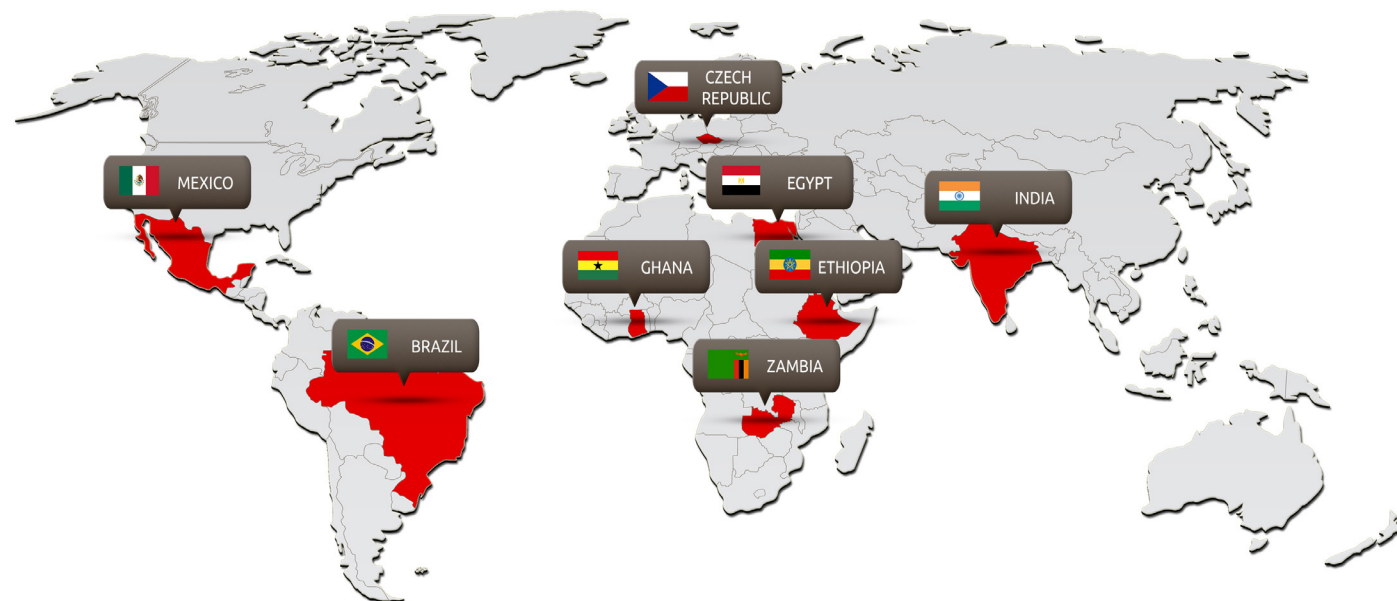 CZECH
REPUBLIC
MEXICO
EGYPT
INDIA
GHANA
ETHIOPIA
BRAZIL
ZAMBIA